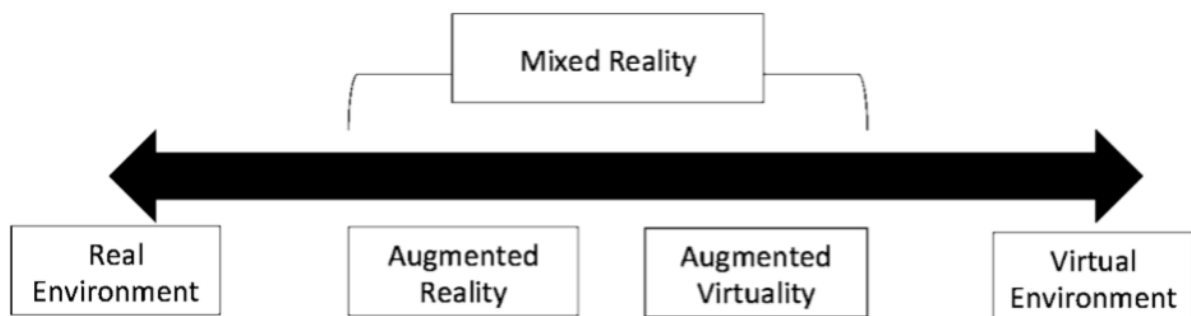 Mixed Reality
Real
Environment
Augmented
Reality
Augmented
Virtuality
Virtual
Environment